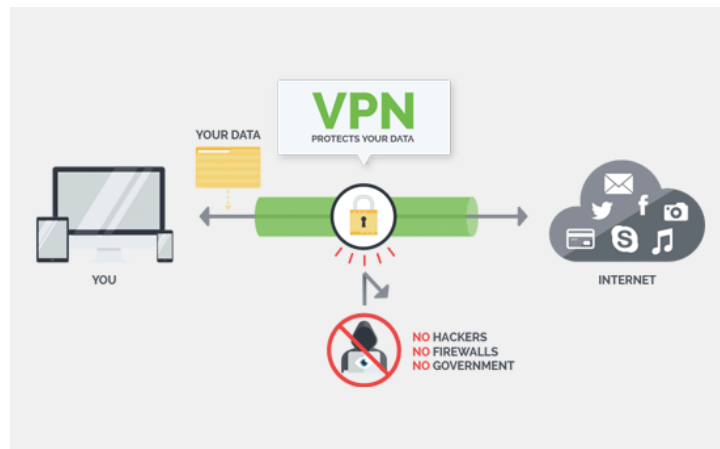 VPN
PROTECTS YOUR DATA
YOUR DATA
YOU
INTERNET
NO HACKERS
NO FIREWALLS
NO GOVERNMENT